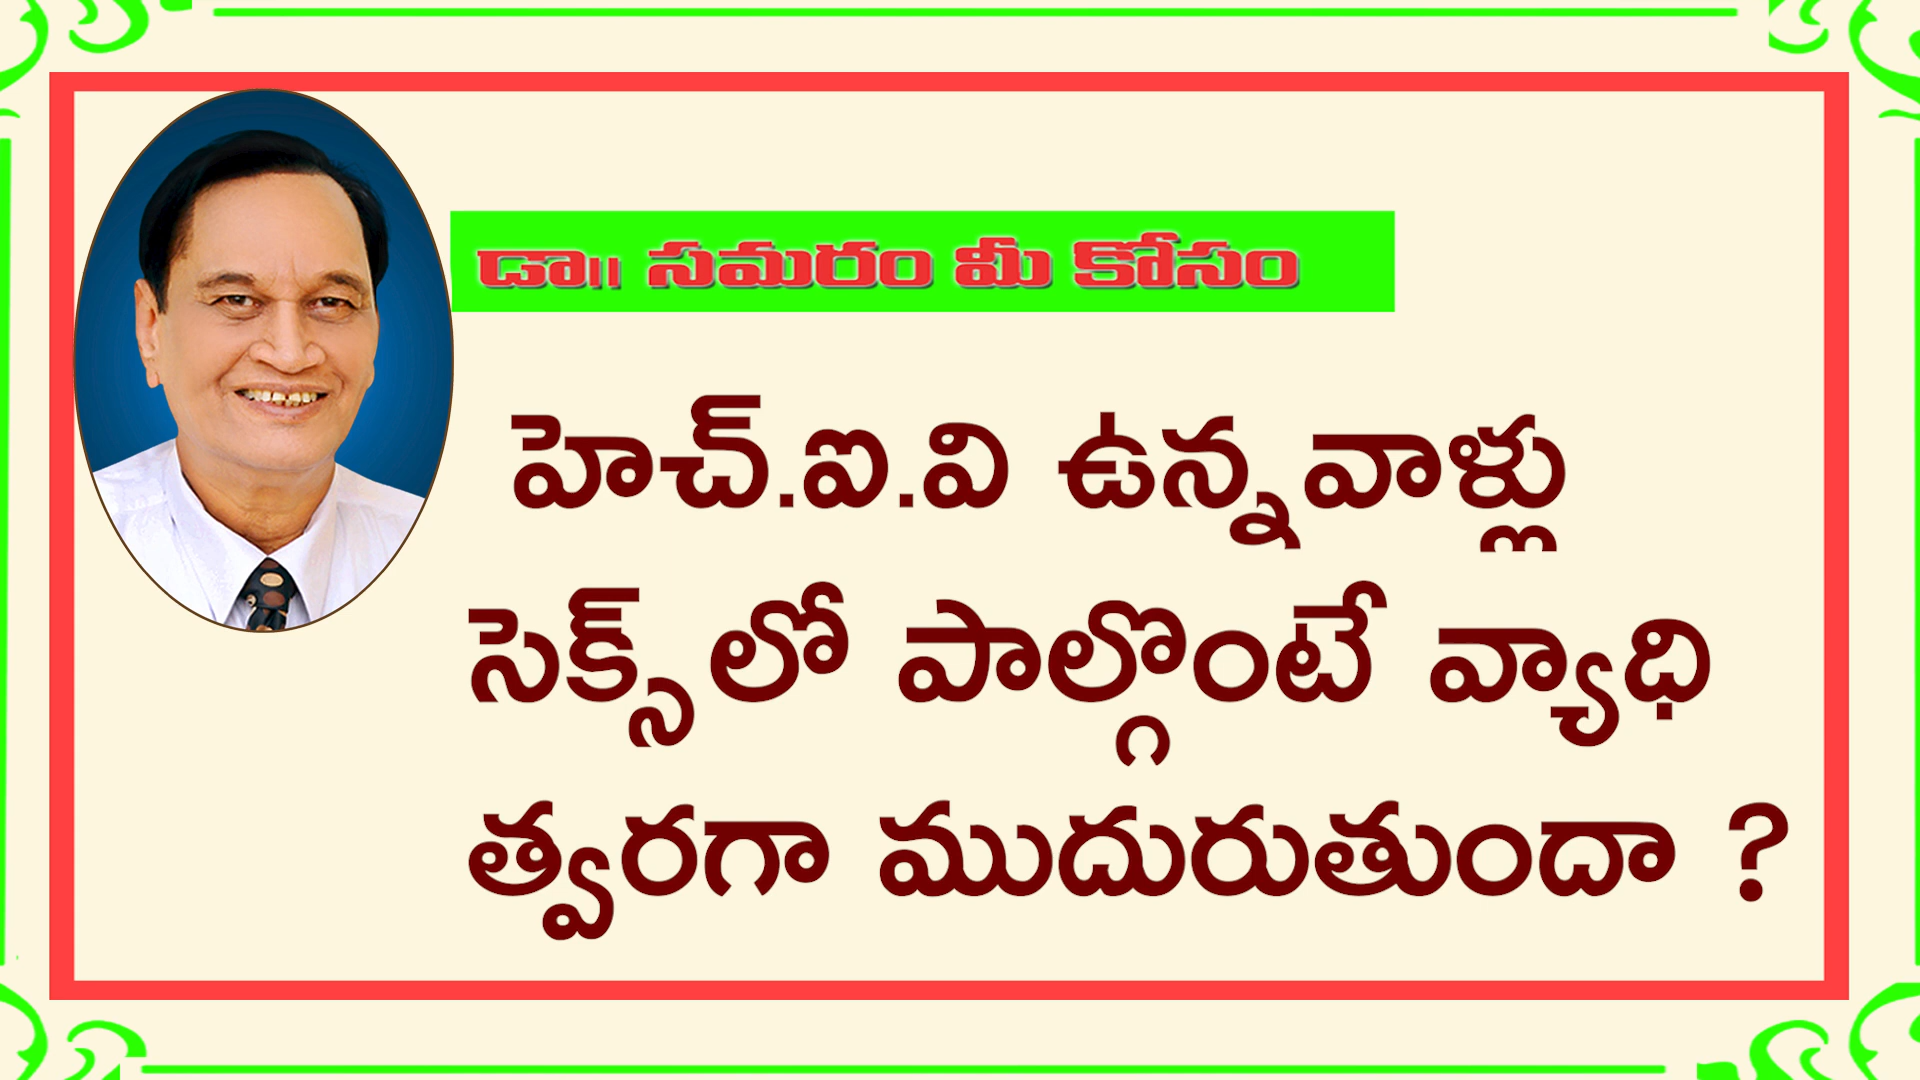 డా|| సమరం మీ కోసం
హెచ్.ఐ.వి ఉన్నవాళ్లు
సెక్స్‌లో పాల్గొంటే వ్యాధి
త్వరగా ముదురుతుందా ?